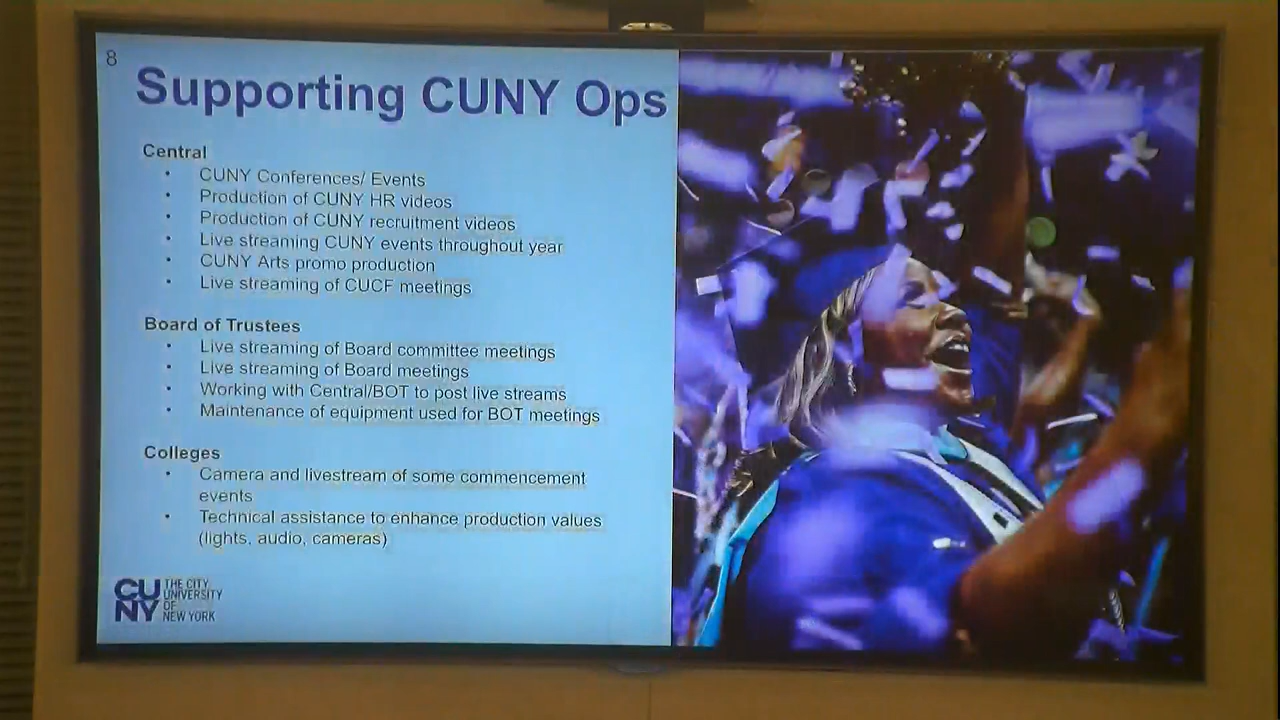 8
Supporting CUNY Ops
Central
• CUNY Conferences/ Events
• Production of CUNY HR videos
• Production of CUNY recruitment videos
• Live streaming CUNY events throughout year
• CUNY Arts promo production
• Live streaming of CUCF meetings
Board of Trustees
• Live streaming of Board committee meetings
• Live streaming of Board meetings
• Working with Central/BOT to post live streams
• Maintenance of equipment used for BOT meetings
Colleges
• Camera and livestream of some commencement
events
• Technical assistance to enhance production values
(lights, audio, cameras)
CU
NY
THE CITY
UNIVERSITY
OF
NEW YORK